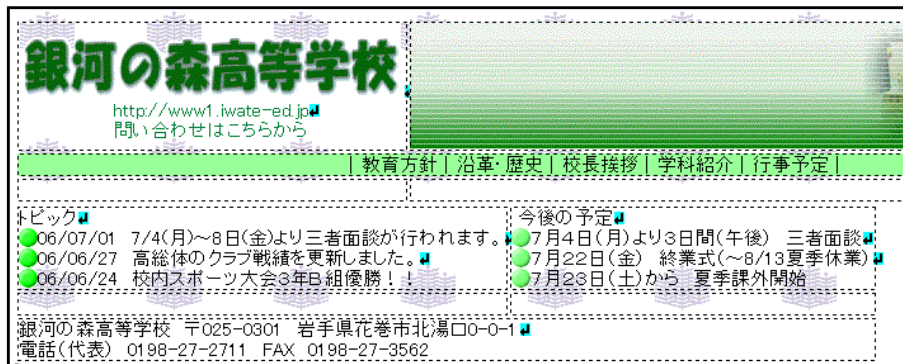 銀河の森高等学校
http://www1.iwate-ed.jp
問い合わせはこちらから
| 教育方針 | 沿革・歴史 | 校長挨拶 | 学科紹介 | 行事予定 |
トピック
06/07/01 7/4(月)～8日(金)より三者面談が行われます。
06/06/27 高総体のクラブ戦績を更新しました。
06/06/24 校内スポーツ大会3年B組優勝！！
今後の予定
7月4日(月)より3日間(午後) 三者面談
7月22日(金) 終業式(～8/13夏季休業)
7月23日(土)から 夏季課外開始
銀河の森高等学校 〒025-0301 岩手県花巻市北湯口0-0-1
電話(代表) 0198-27-2711 FAX 0198-27-3562